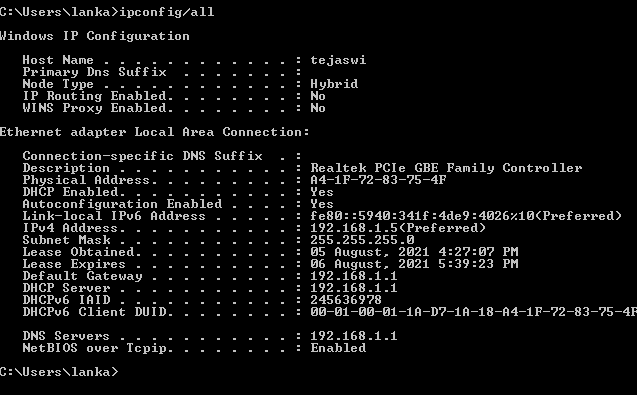 C:\Users\lanka>ipconfig/all
Windows IP Configuration
Host Name . . . . . . . . . . . . : tejaswi
Primary Dns Suffix  . . . . . . . :
Node Type . . . . . . . . . . . . : Hybrid
IP Routing Enabled. . . . . . . . : No
WINS Proxy Enabled. . . . . . . . : No
Ethernet adapter Local Area Connection:
Connection-specific DNS Suffix  . :
Description . . . . . . . . . . . : Realtek PCIe GBE Family Controller
Physical Address. . . . . . . . . : A4-1F-72-83-75-4F
DHCP Enabled. . . . . . . . . . . : Yes
Autoconfiguration Enabled . . . . : Yes
Link-local IPv6 Address . . . . . : fe80::5940:341f:4de9:4026%10(Preferred)
IPv4 Address. . . . . . . . . . . : 192.168.1.5(Preferred)
Subnet Mask . . . . . . . . . . . : 255.255.255.0
Lease Obtained. . . . . . . . . . : 05 August, 2021 4:27:07 PM
Lease Expires . . . . . . . . . . : 06 August, 2021 5:39:23 PM
Default Gateway . . . . . . . . . : 192.168.1.1
DHCP Server . . . . . . . . . . . : 192.168.1.1
DHCPv6 IAID . . . . . . . . . . . : 245636978
DHCPv6 Client DUID. . . . . . . . : 00-01-00-01-1A-D7-1A-18-A4-1F-72-83-75-4F
DNS Servers . . . . . . . . . . . : 192.168.1.1
NetBIOS over Tcpip. . . . . . . . : Enabled
C:\Users\lanka>